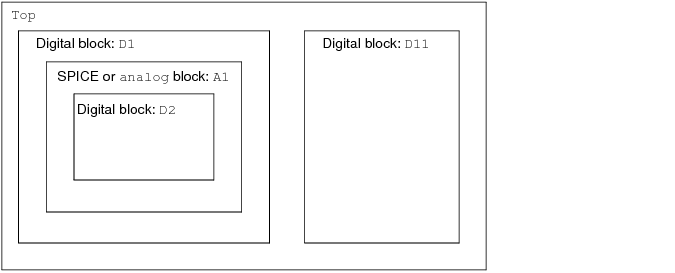 Top
Digital block: D1
Digital block: D11
SPICE or analog block: A1
Digital block: D2